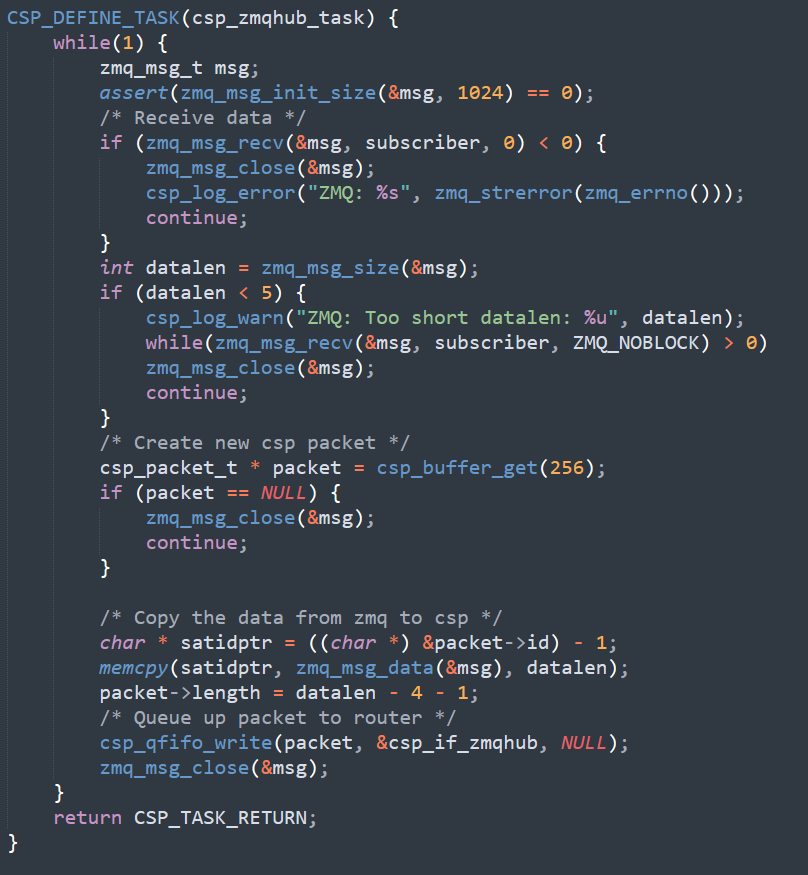 CSP_DEFINE_TASK(csp_zmqhub_task) {
    while(1) {
        zmq_msg_t msg;
        assert(zmq_msg_init_size(&msg, 1024) == 0);
        /* Receive data */
        if (zmq_msg_recv(&msg, subscriber, 0) < 0) {
            zmq_msg_close(&msg);
            csp_log_error("ZMQ: %s", zmq_strerror(zmq_errno()));
            continue;
        }
        int datalen = zmq_msg_size(&msg);
        if (datalen < 5) {
            csp_log_warn("ZMQ: Too short datalen: %u", datalen);
            while(zmq_msg_recv(&msg, subscriber, ZMQ_NOBLOCK) > 0)
            zmq_msg_close(&msg);
            continue;
        }
        /* Create new csp packet */
        csp_packet_t * packet = csp_buffer_get(256);
        if (packet == NULL) {
            zmq_msg_close(&msg);
            continue;
        }

        /* Copy the data from zmq to csp */
        char * satidptr = ((char *) &packet->id) - 1;
        memcpy(satidptr, zmq_msg_data(&msg), datalen);
        packet->length = datalen - 4 - 1;
        /* Queue up packet to router */
        csp_qfifo_write(packet, &csp_if_zmqhub, NULL);
        zmq_msg_close(&msg);
    }
    return CSP_TASK_RETURN;
}